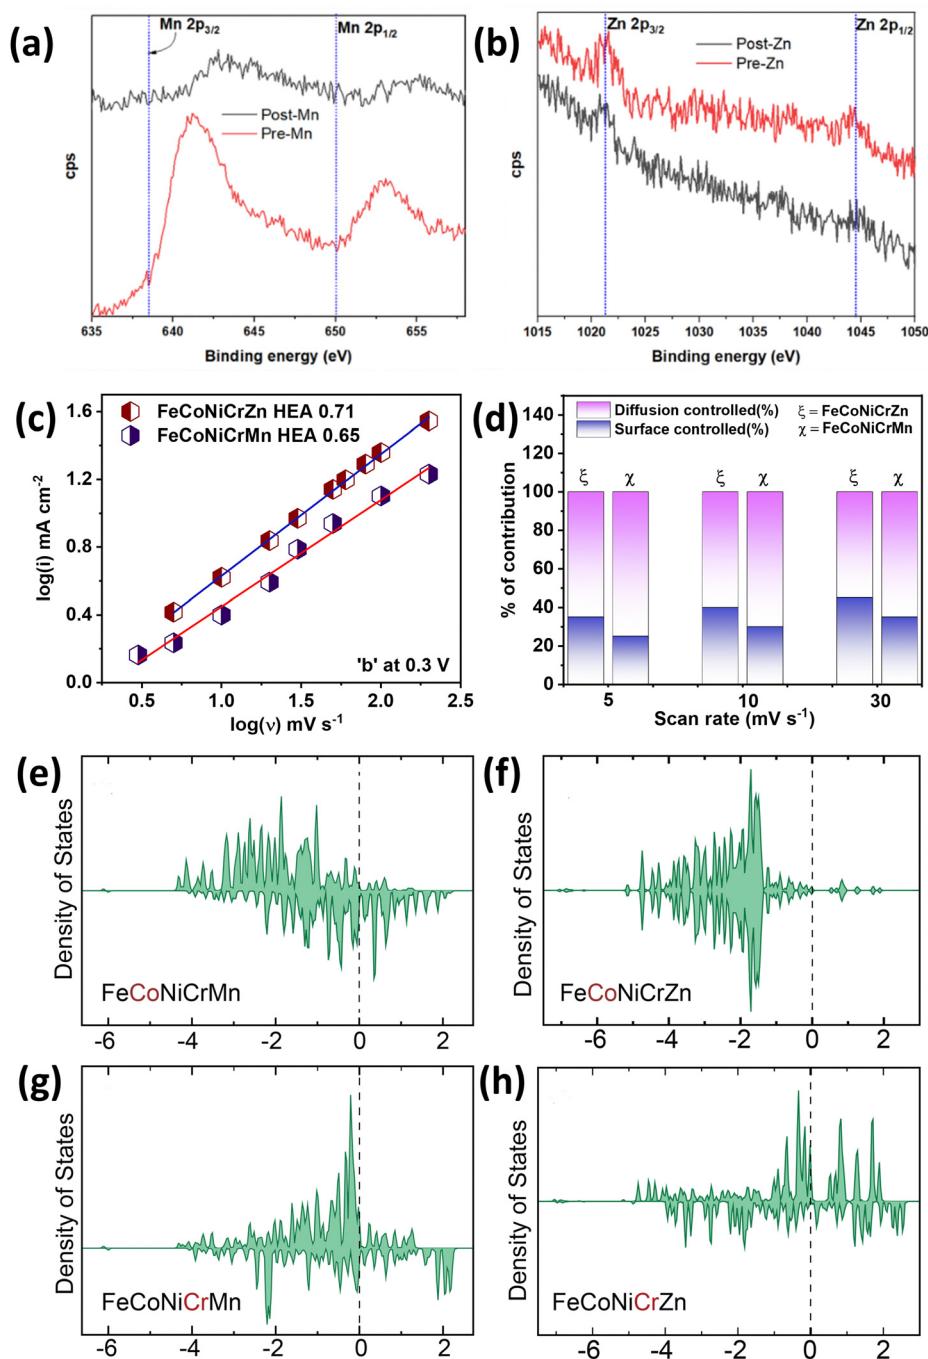 (a)
Mn 2p3/2
Mn 2p1/2
Post-Mn
Pre-Mn
cps
635 640 645 650 655
Binding energy (eV)
(b)
Zn 2p3/2
Zn 2p1/2
Post-Zn
Pre-Zn
cps
1015 1020 1025 1030 1035 1040 1045 1050
Binding energy (eV)
(c)
FeCoNiCrZn HEA 0.71
FeCoNiCrMn HEA 0.65
log(i) mA cm-2
1.6
1.2
0.8
0.4
0.0
'b' at 0.3 V
0.5 1.0 1.5 2.0 2.5
log(ν) mV s-1
(d)
Diffusion controlled(%)
Surface controlled(%)
ξ = FeCoNiCrZn
χ = FeCoNiCrMn
% of contribution
140
120
100
80
60
40
20
0
ξ χ ξ χ ξ χ
5 10 30
Scan rate (mV s-1)
(e)
Density of States
FeCoNiCrMn
-6 -4 -2 0 2
(f)
Density of States
FeCoNiCrZn
-6 -4 -2 0 2
(g)
Density of States
FeCoNiCrMn
-6 -4 -2 0 2
(h)
Density of States
FeCoNiCrZn
-6 -4 -2 0 2